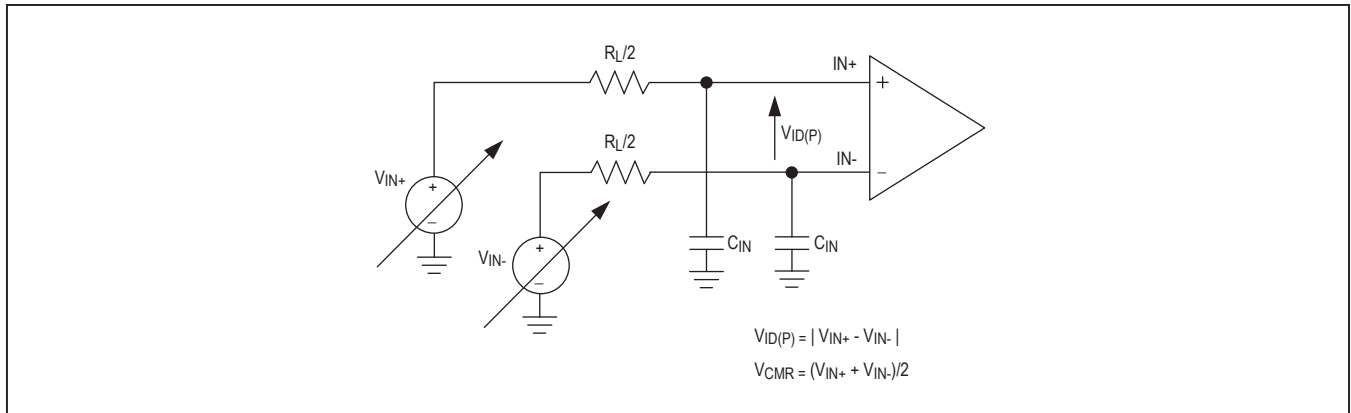 RL/2
IN+
+
VID(P)
RL/2
IN-
−
VIN+
+
−
VIN-
+
−
CIN
CIN
VID(P) = | VIN+ - VIN- |
VCMR = (VIN+ + VIN-)/2